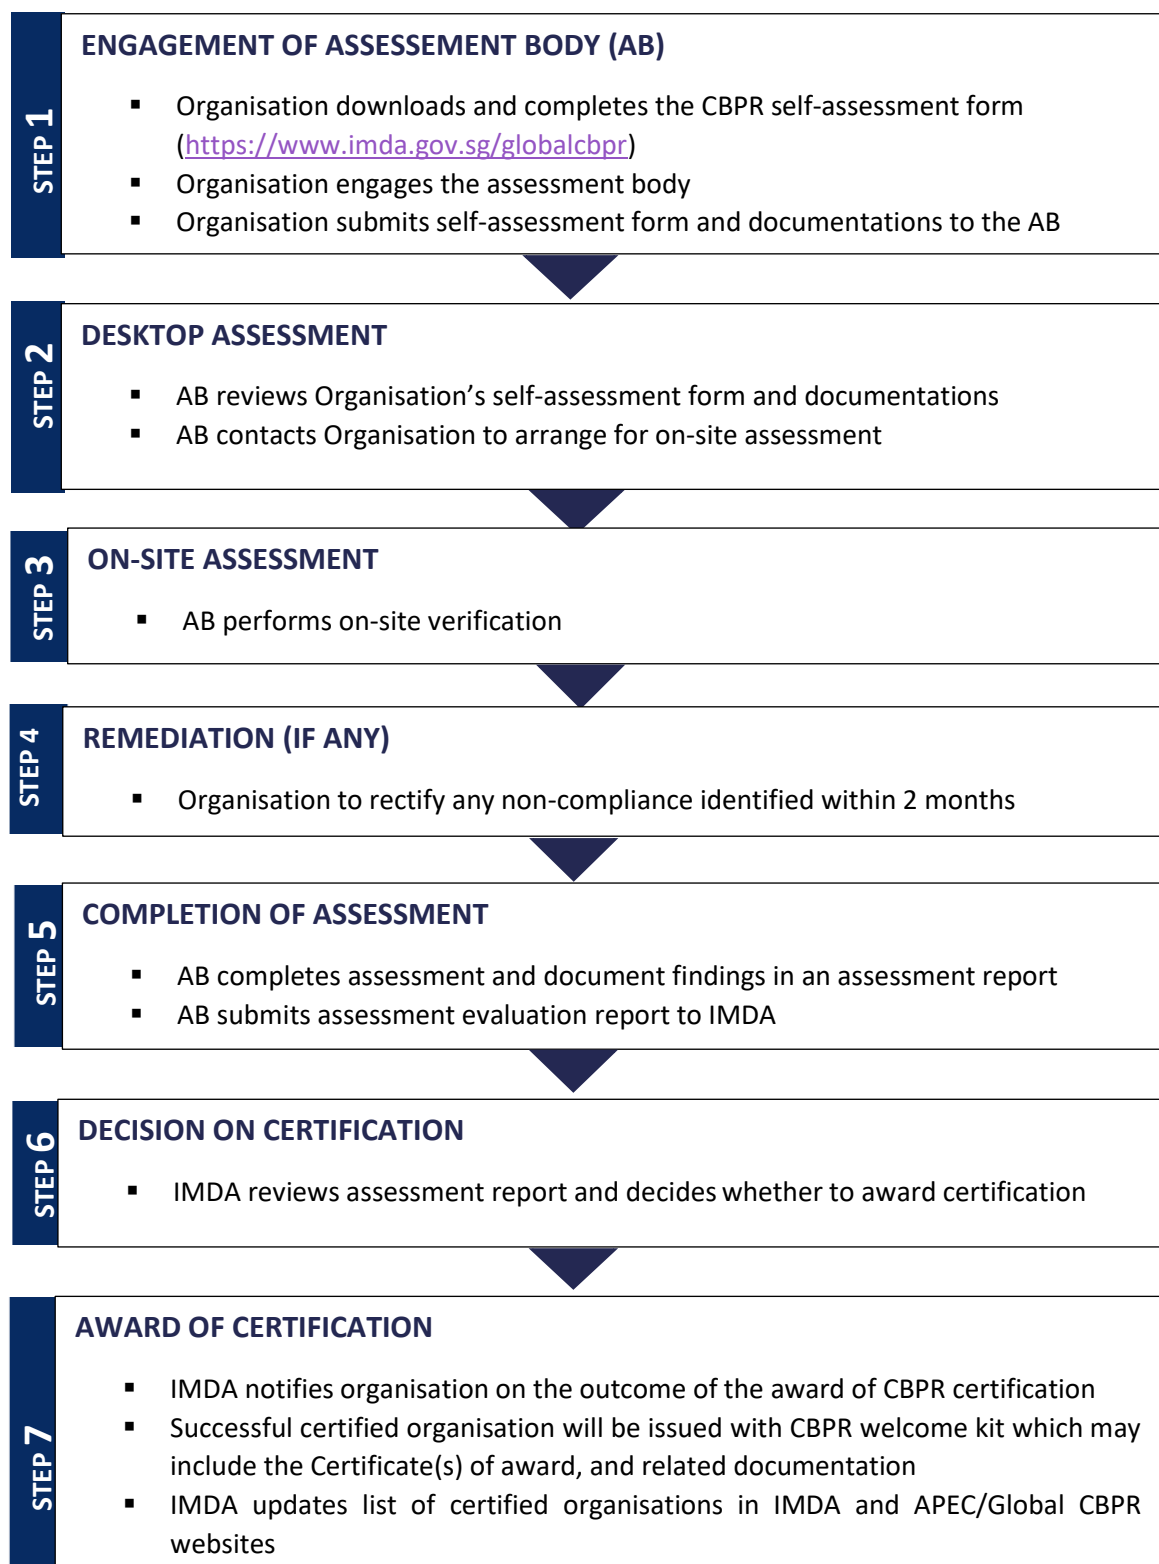 STEP 1
ENGAGEMENT OF ASSESSEMENT BODY (AB)
▪ Organisation downloads and completes the CBPR self-assessment form
(https://www.imda.gov.sg/globalcbpr)
▪ Organisation engages the assessment body
▪ Organisation submits self-assessment form and documentations to the AB
STEP 2
DESKTOP ASSESSMENT
▪ AB reviews Organisation’s self-assessment form and documentations
▪ AB contacts Organisation to arrange for on-site assessment
STEP 3
ON-SITE ASSESSMENT
▪ AB performs on-site verification
STEP 4
REMEDIATION (IF ANY)
▪ Organisation to rectify any non-compliance identified within 2 months
STEP 5
COMPLETION OF ASSESSMENT
▪ AB completes assessment and document findings in an assessment report
▪ AB submits assessment evaluation report to IMDA
STEP 6
DECISION ON CERTIFICATION
▪ IMDA reviews assessment report and decides whether to award certification
STEP 7
AWARD OF CERTIFICATION
▪ IMDA notifies organisation on the outcome of the award of CBPR certification
▪ Successful certified organisation will be issued with CBPR welcome kit which may
include the Certificate(s) of award, and related documentation
▪ IMDA updates list of certified organisations in IMDA and APEC/Global CBPR
websites